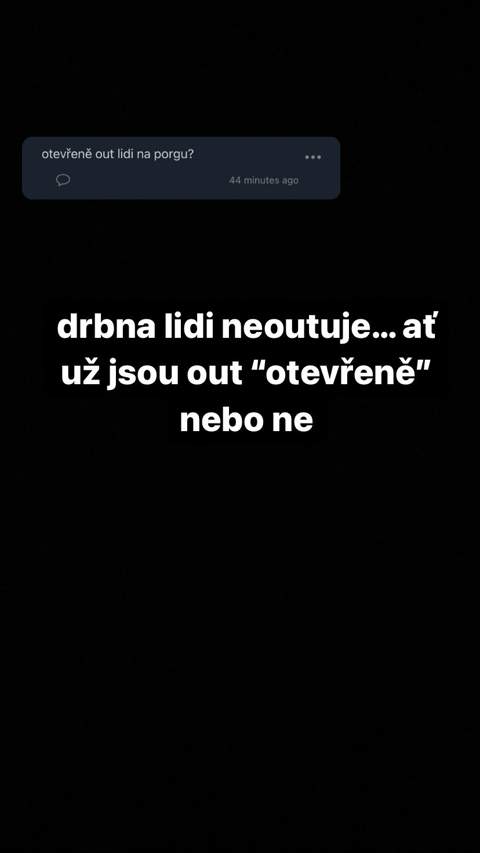 otevřeně out lidi na porgu?
44 minutes ago
drbna lidi neoutuje... ať
už jsou out “otevřeně”
nebo ne